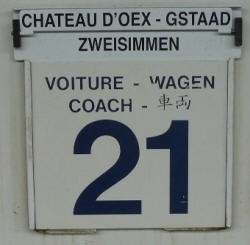 CHATEAU D'OEX - GSTAAD
ZWEISIMMEN
VOITURE - WAGEN
COACH - 車両
21